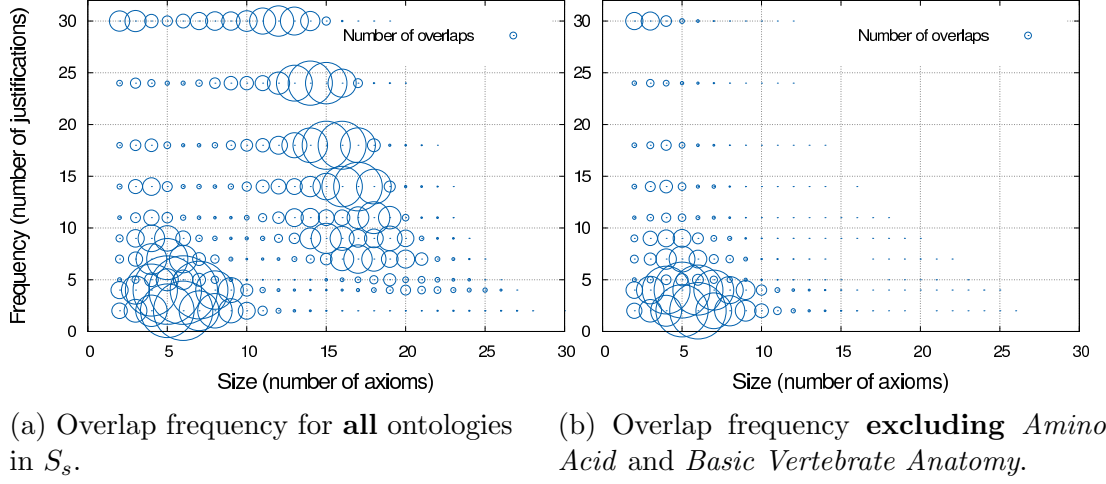 Frequency (number of justifications)
30
25
20
15
10
5
0
Number of overlaps
0 5 10 15 20 25 30
Size (number of axioms)
30
25
20
15
10
5
0
Number of overlaps
0 5 10 15 20 25 30
Size (number of axioms)
(a) Overlap frequency for all ontologies
in Sₛ.
(b) Overlap frequency excluding Amino
Acid and Basic Vertebrate Anatomy.